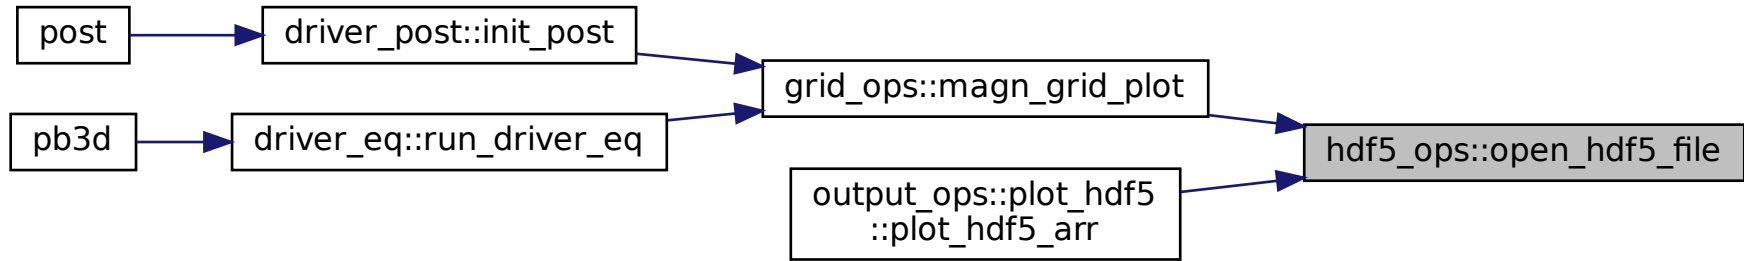 post
driver_post::init_post
grid_ops::magn_grid_plot
pb3d
driver_eq::run_driver_eq
hdf5_ops::open_hdf5_file
output_ops::plot_hdf5
::plot_hdf5_arr